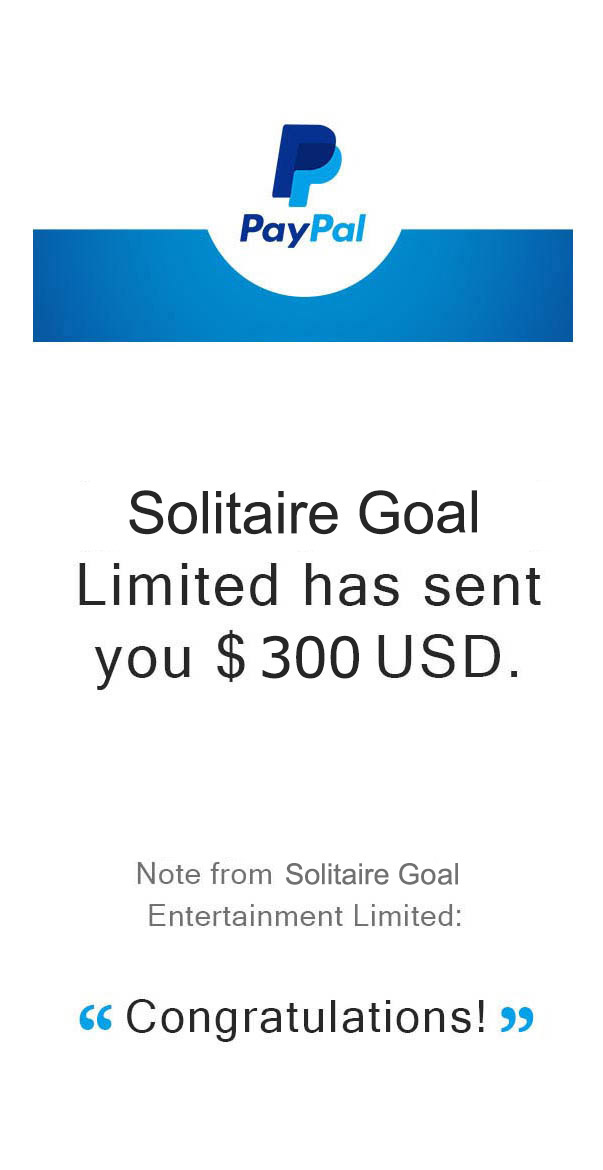 PayPal
Solitaire Goal
Limited has sent
you $ 300 USD.
Note from Solitaire Goal
Entertainment Limited:
“ Congratulations! ”